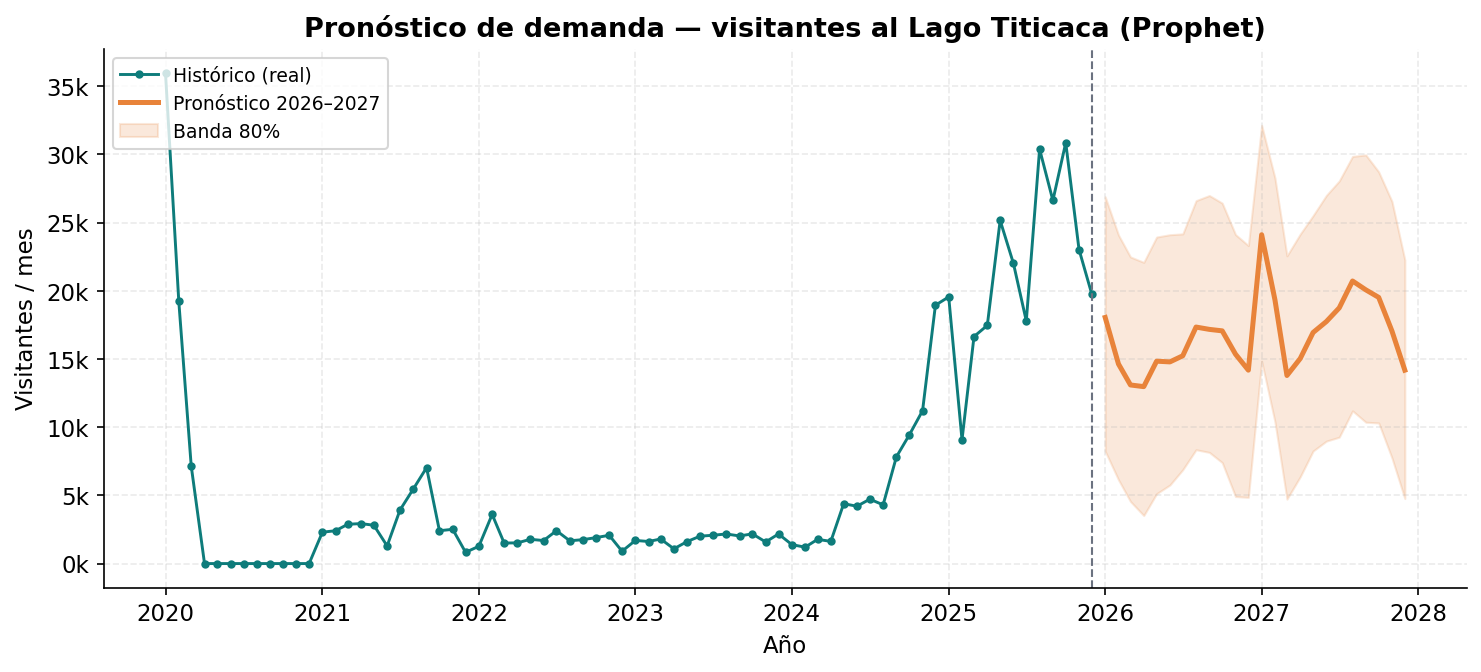 Pronóstico de demanda — visitantes al Lago Titicaca (Prophet)
Histórico (real)
Pronóstico 2026–2027
Banda 80%
Visitantes / mes
35k
30k
25k
20k
15k
10k
5k
0k
2020 2021 2022 2023 2024 2025 2026 2027 2028
Año